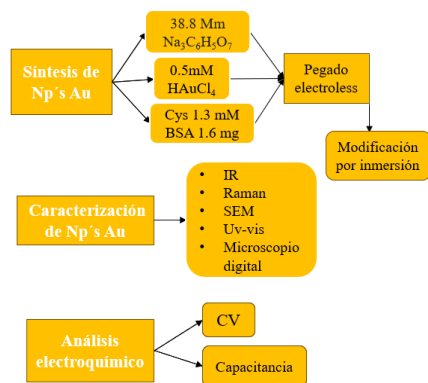 Síntesis de
Np´s Au
38.8 Mm
Na₃C₆H₅O₇
0.5mM
HAuCl₄
Cys 1.3 mM
BSA 1.6 mg
Pegado
electroless
Modificación
por inmersión
Caracterización
de Np´s Au
• IR
• Raman
• SEM
• Uv-vis
• Microscopio
digital
Análisis
electroquímico
CV
Capacitancia